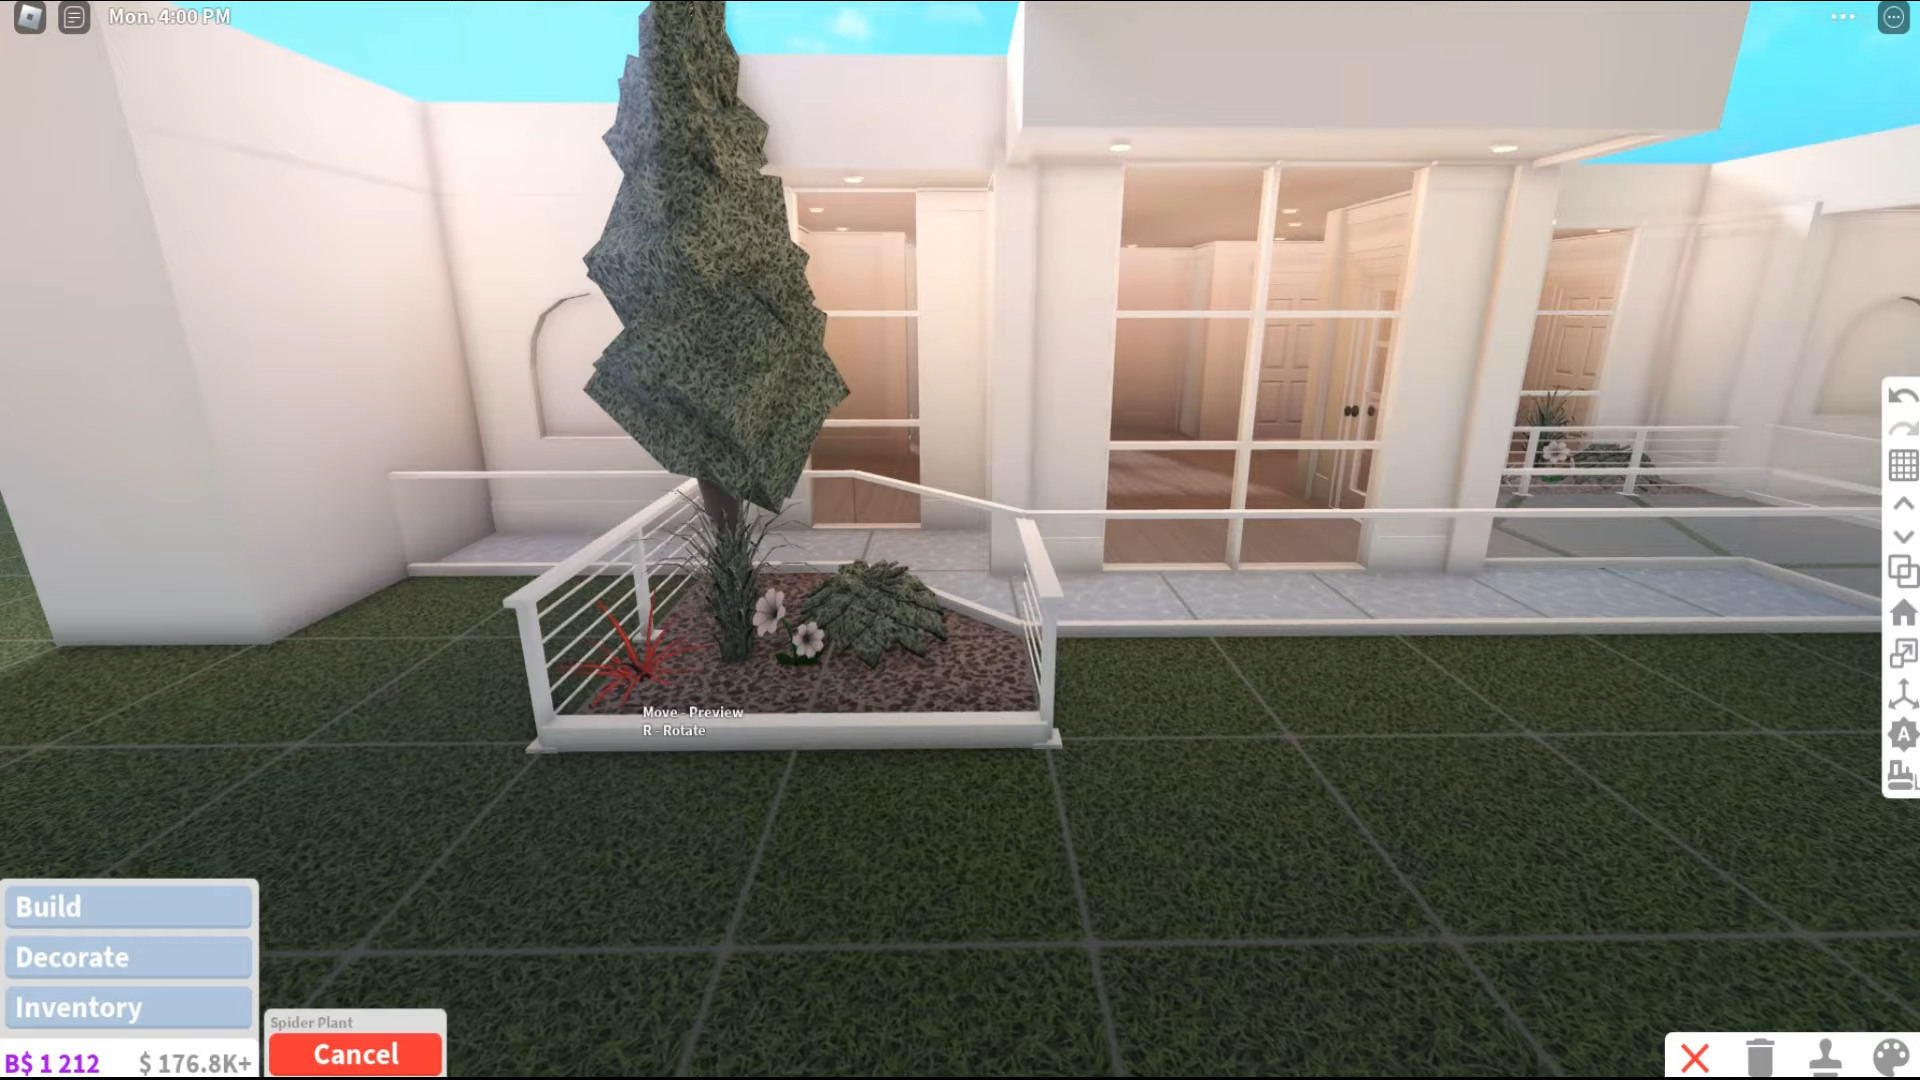 Mon. 4:00 PM
Move - Preview
R - Rotate
Build
Decorate
Inventory
B$ 1 212
$ 176.8K+
Spider Plant
Cancel
A